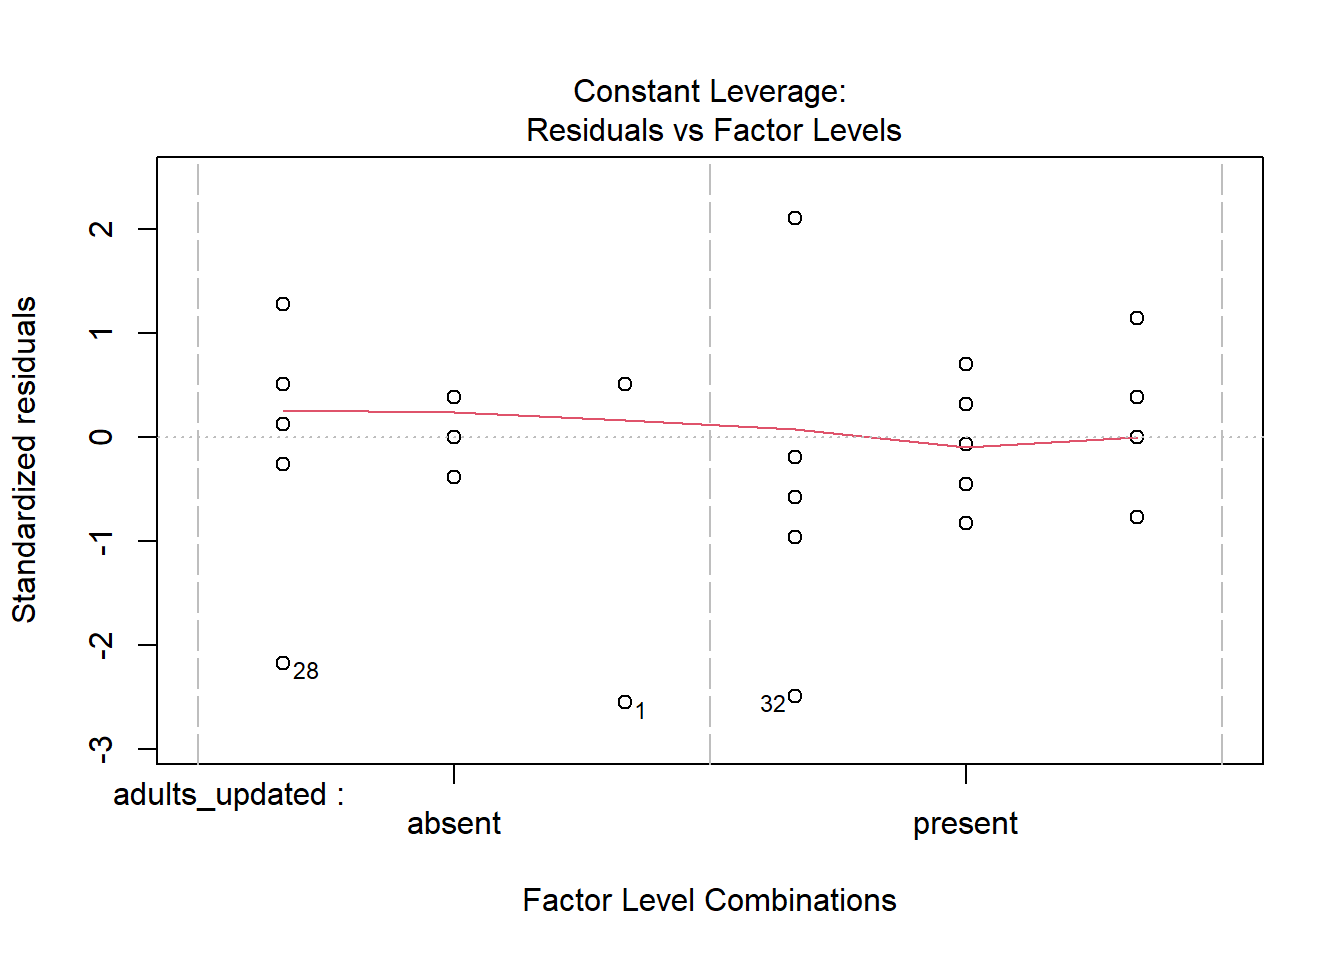 Constant Leverage:
Residuals vs Factor Levels
Standardized residuals
2
1
0
-1
-2
-3
28
1
32
adults_updated :
absent
present
Factor Level Combinations